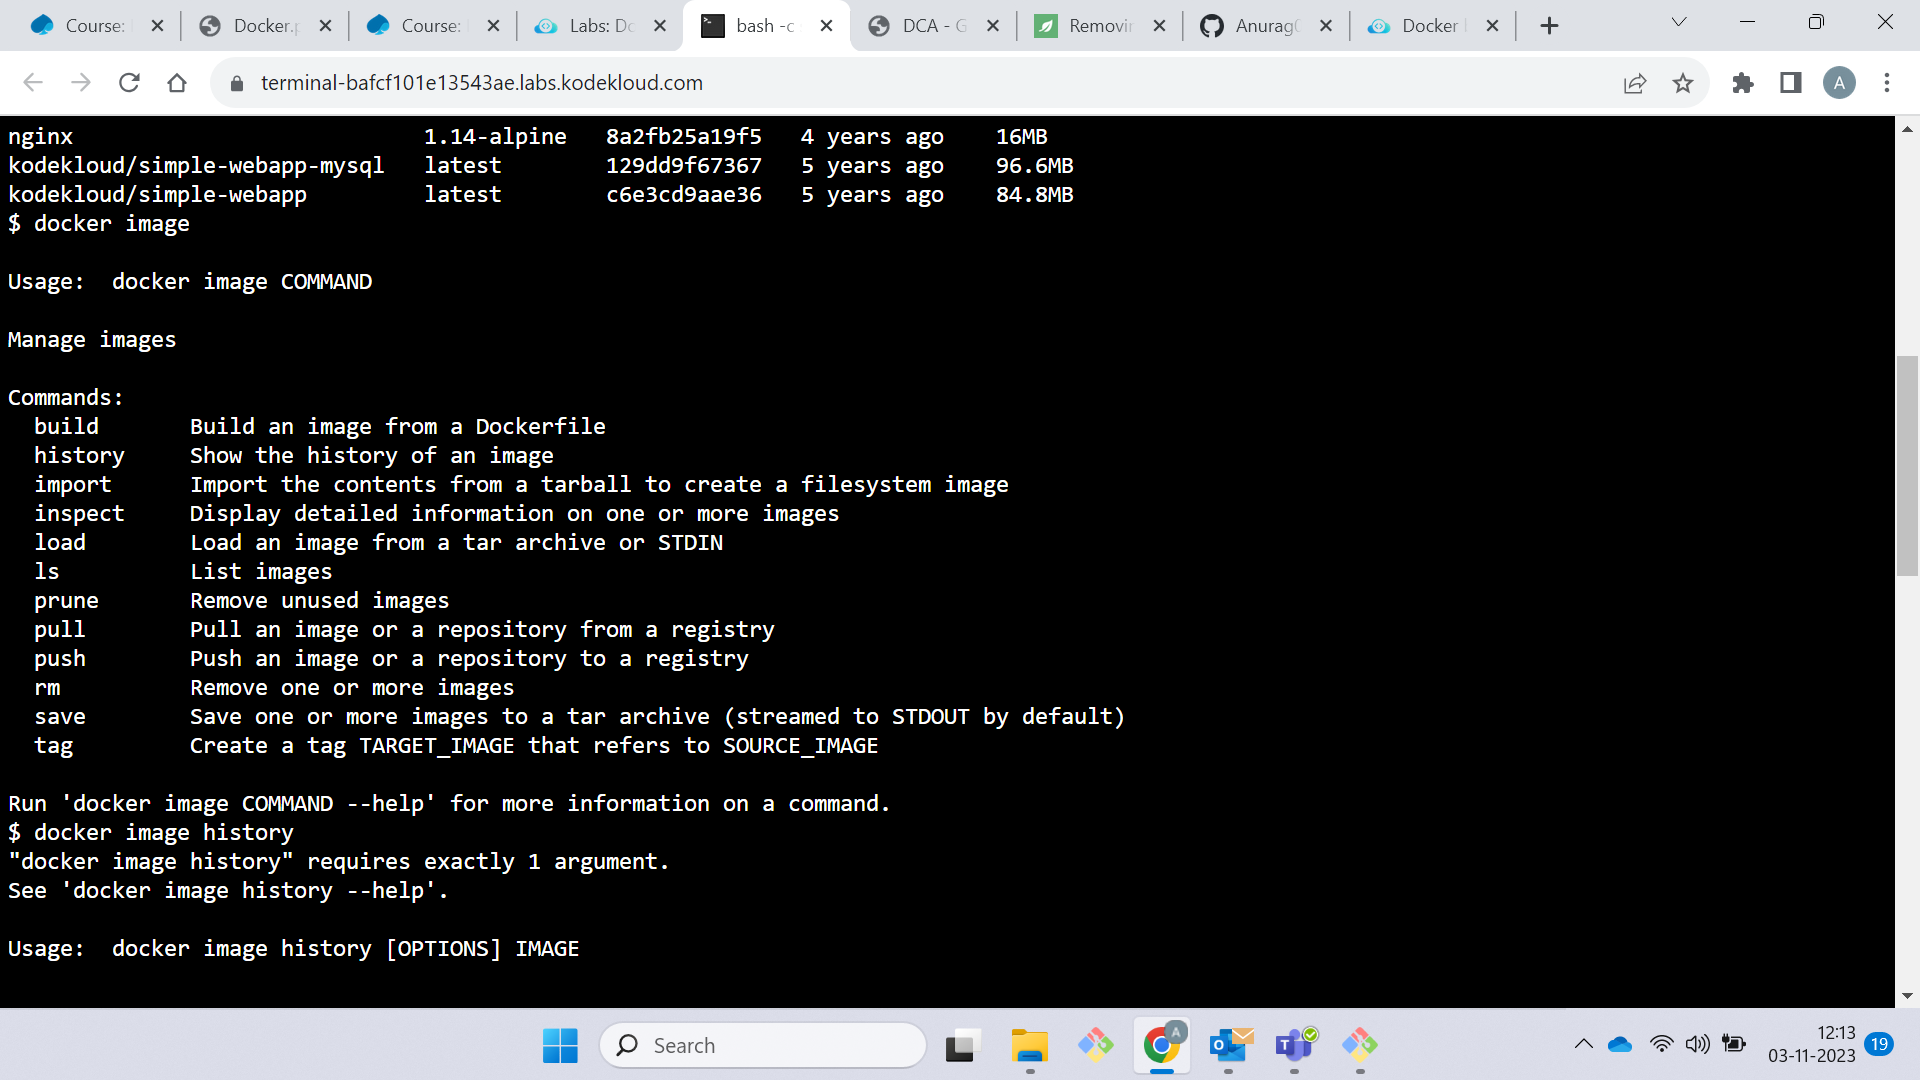 Course:
Docker.p
Course:
Labs: Do
bash -c
DCA - G
Removin
Anurag
Docker
terminal-bafcf101e13543ae.labs.kodekloud.com
A
nginx 1.14-alpine 8a2fb25a19f5 4 years ago 16MB
kodekloud/simple-webapp-mysql latest 129dd9f67367 5 years ago 96.6MB
kodekloud/simple-webapp latest c6e3cd9aae36 5 years ago 84.8MB
$ docker image
Usage:  docker image COMMAND
Manage images
Commands:
build Build an image from a Dockerfile
history Show the history of an image
import Import the contents from a tarball to create a filesystem image
inspect Display detailed information on one or more images
load Load an image from a tar archive or STDIN
ls List images
prune Remove unused images
pull Pull an image or a repository from a registry
push Push an image or a repository to a registry
rm Remove one or more images
save Save one or more images to a tar archive (streamed to STDOUT by default)
tag Create a tag TARGET_IMAGE that refers to SOURCE_IMAGE
Run 'docker image COMMAND --help' for more information on a command.
$ docker image history
"docker image history" requires exactly 1 argument.
See 'docker image history --help'.
Usage:  docker image history [OPTIONS] IMAGE
Search
A
12:13
03-11-2023
19